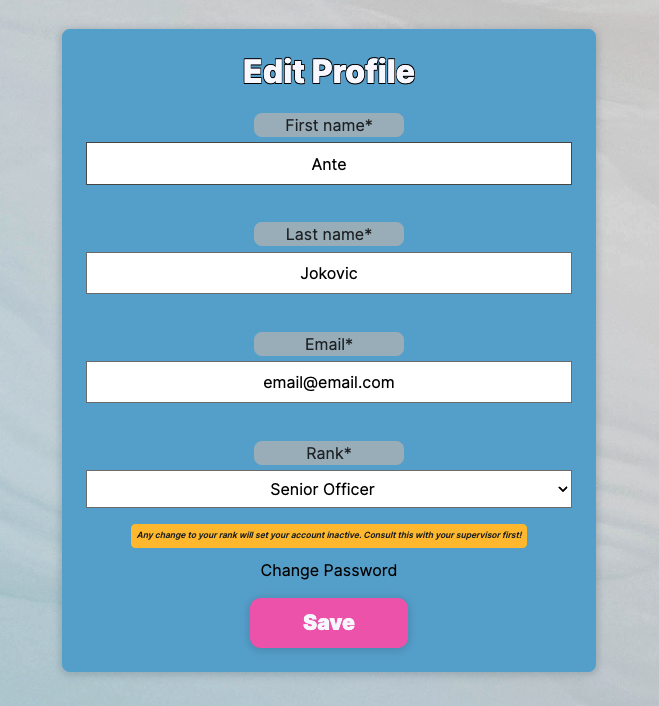 Edit Profile
First name*
Ante
Last name*
Jokovic
Email*
email@email.com
Rank*
Senior Officer
Any change to your rank will set your account inactive. Consult this with your supervisor first!
Change Password
Save